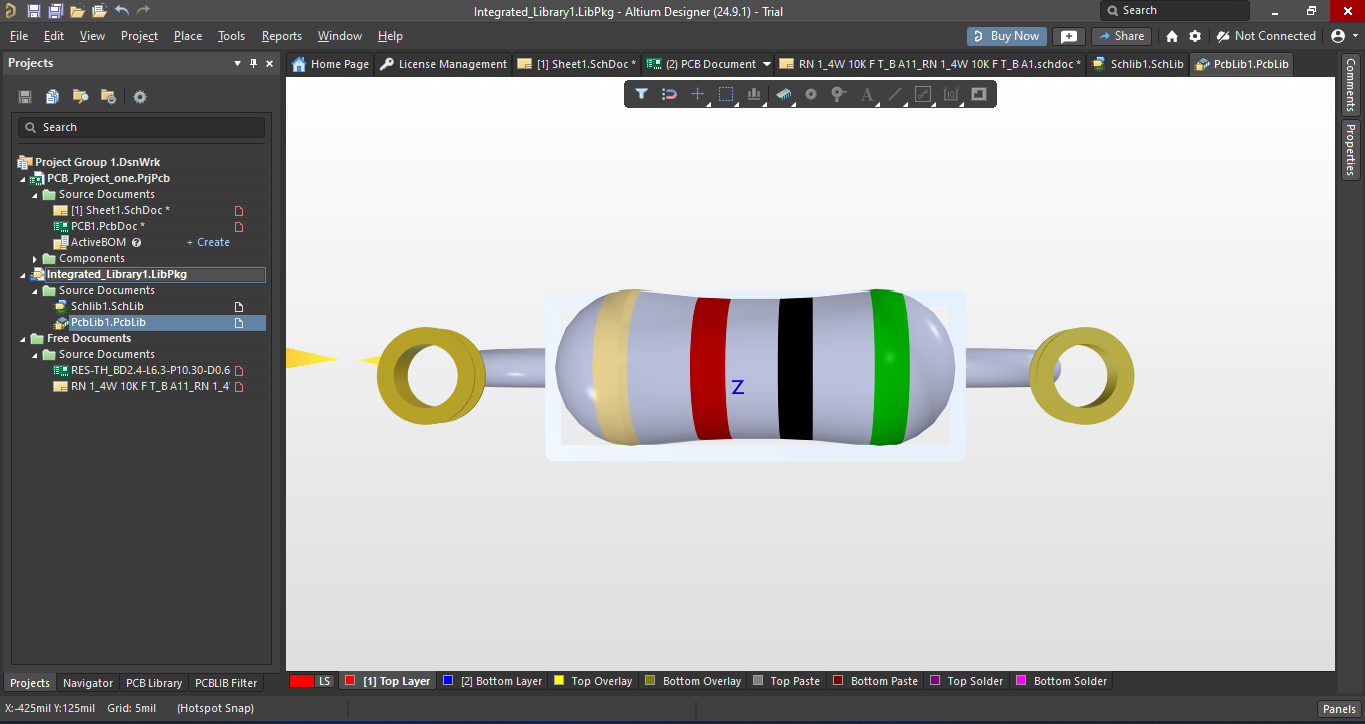 Integrated_Library1.LibPkg - Altium Designer (24.9.1) - Trial
Search
File Edit View Project Place Tools Reports Window Help
Buy Now
Share
Not Connected
Projects
Home Page
License Management
[1] Sheet1.SchDoc *
(2) PCB Document
RN 1_4W 10K F T_B A11_RN 1_4W 10K F T_B A1.schdoc *
Schlib1.SchLib
PcbLib1.PcbLib
Comments
Properties
Search
Project Group 1.DsnWrk
PCB_Project_one.PrjPcb
Source Documents
[1] Sheet1.SchDoc *
PCB1.PcbDoc *
ActiveBOM ? + Create
Components
Integrated_Library1.LibPkg
Source Documents
Schlib1.SchLib
PcbLib1.PcbLib
Free Documents
Source Documents
RES-TH_BD2.4-L6.3-P10.30-D0.6
RN 1_4W 10K F T_B A11_RN 1_4
A
10
Z
Projects Navigator PCB Library PCBLIB Filter
LS
[1] Top Layer
[2] Bottom Layer
Top Overlay
Bottom Overlay
Top Paste
Bottom Paste
Top Solder
Bottom Solder
X:-425mil Y:125mil Grid: 5mil (Hotspot Snap)
Panels